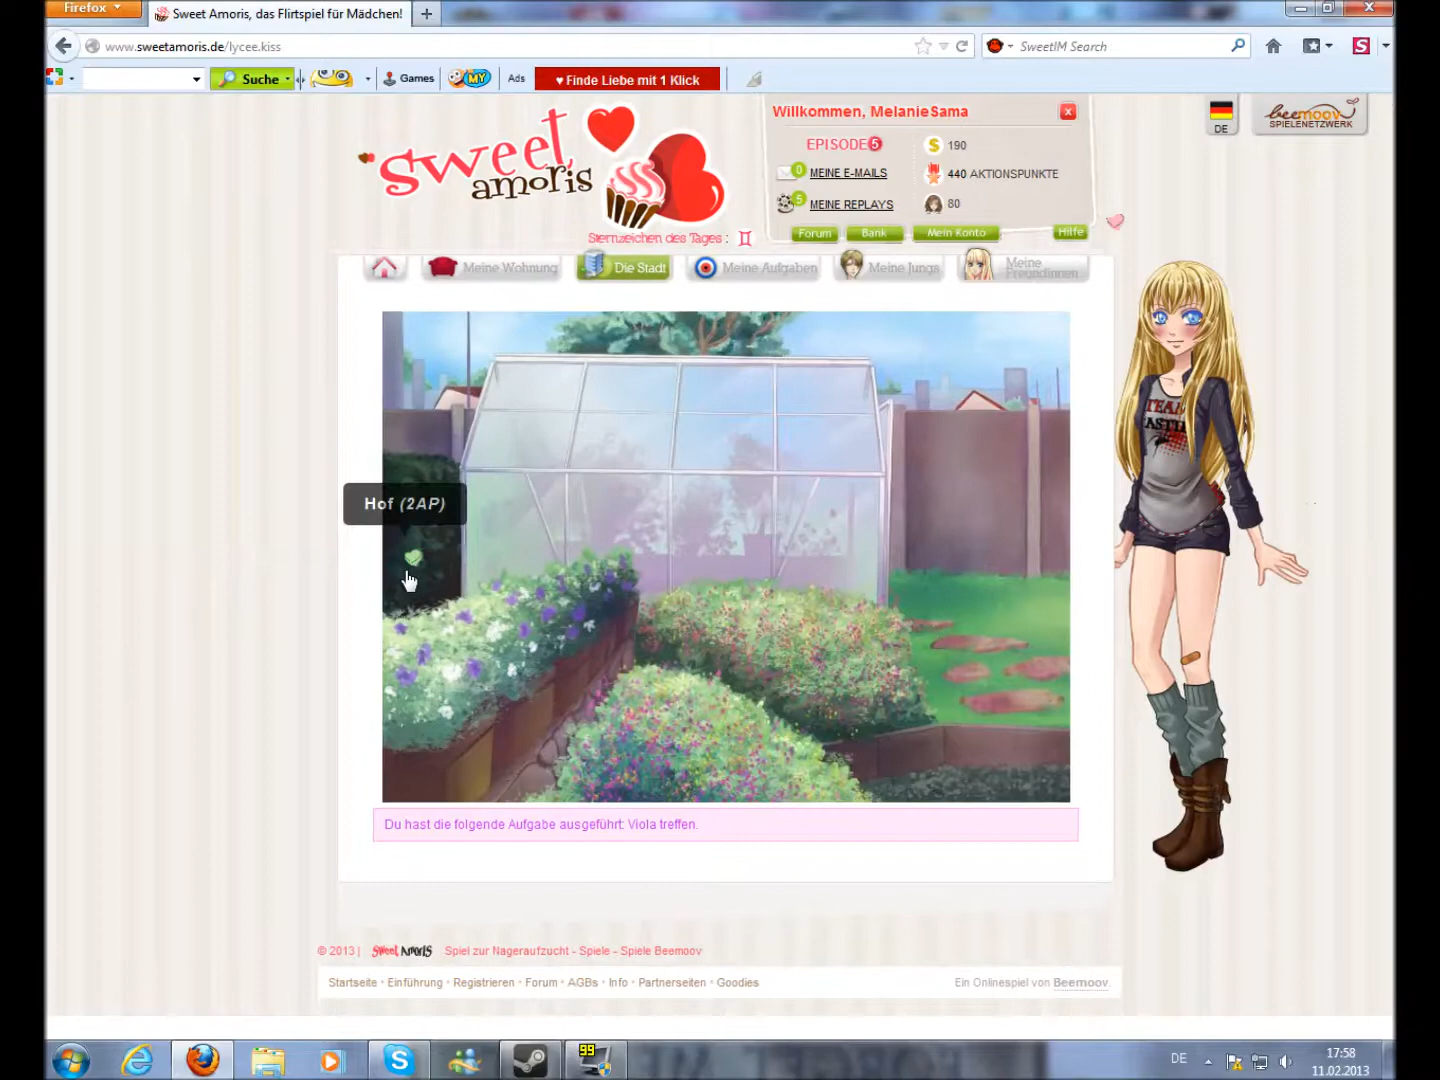 Firefox
Sweet Amoris, das Flirtspiel für Mädchen!
www.sweetamoris.de/lycee.kiss
SweetIM Search
S
Suche
Games
MY
Ads
♥ Finde Liebe mit 1 Klick
sweet amoris
Willkommen, MelanieSama
x
EPISODE 5
190
0 MEINE E-MAILS
440 AKTIONSPUNKTE
5 MEINE REPLAYS
80
Forum
Bank
Mein Konto
Hilfe
DE
beemoov
SPIELENETZWERK
Sternzeichen des Tages :
Meine Wohnung
Die Stadt
Meine Aufgaben
Meine Jungs
Meine Freundinnen
TEAM
Hof (2AP)
Du hast die folgende Aufgabe ausgeführt: Viola treffen.
© 2013 | Sweet Amoris Spiel zur Nageraufzucht - Spiele - Spiele Beemoov
Startseite • Einführung • Registrieren • Forum • AGBs • Info • Partnerseiten • Goodies
Ein Onlinespiel von Beemoov.
99
DE
17:58
11.02.2013